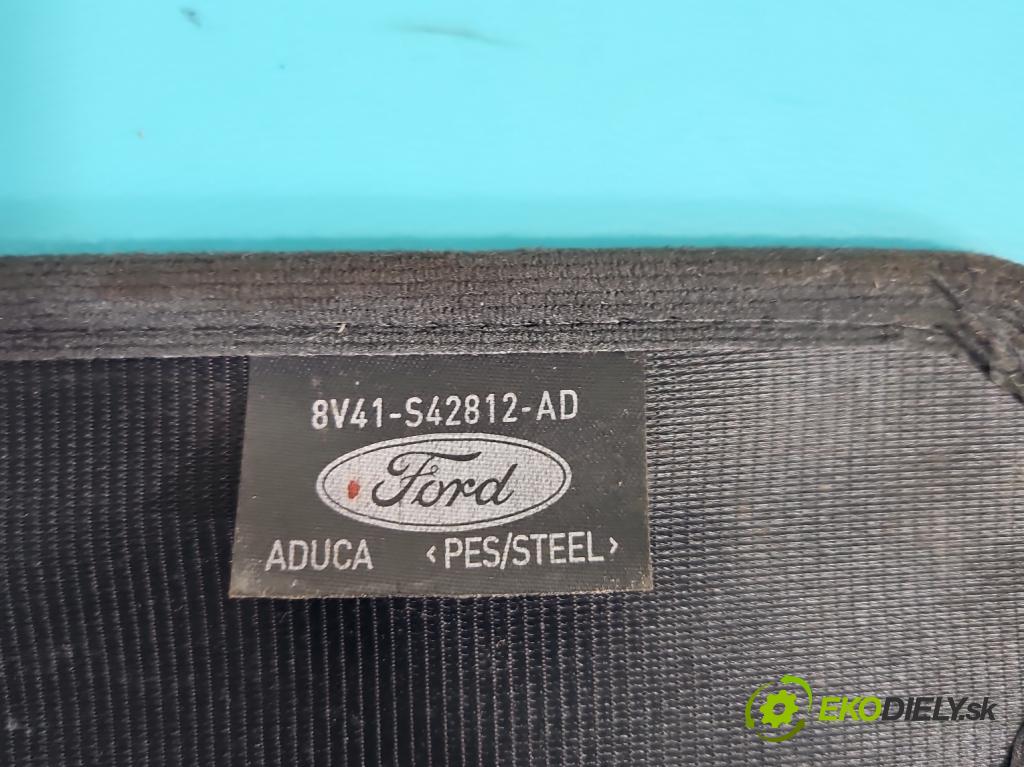 8V41-S42812-AD
Ford
ADUCA <PES/STEEL>
EKODIELY.sk